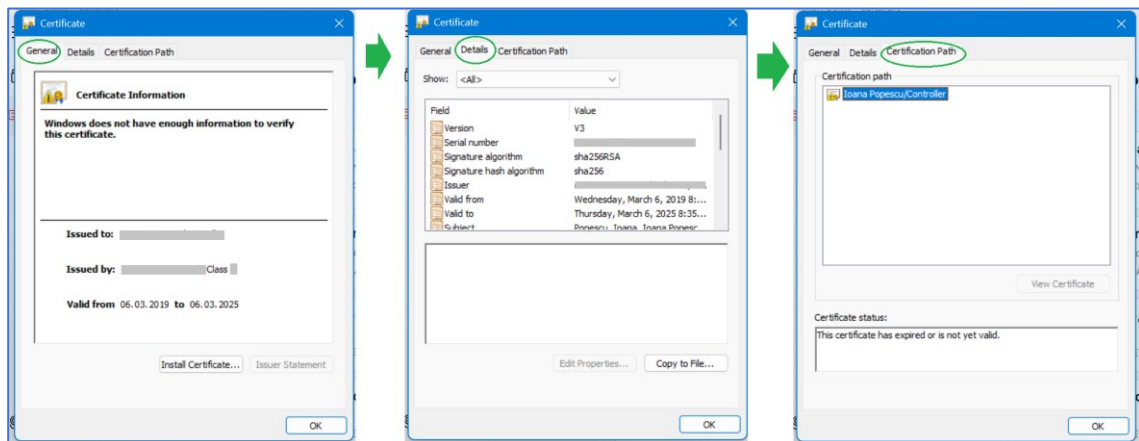 Certificate
General Details Certification Path
Certificate Information
Windows does not have enough information to verify
this certificate.
Issued to:
Issued by: Class
Valid from 06.03.2019 to 06.03.2025
Install Certificate... Issuer Statement
OK
Certificate
General Details Certification Path
Show: <All>
Field Value
Version V3
Serial number
Signature algorithm sha256RSA
Signature hash algorithm sha256
Issuer
Valid from Wednesday, March 6, 2019 8:...
Valid to Thursday, March 6, 2025 8:35...
Subject Popescu, Ioana, Ioana Popesc
Edit Properties... Copy to File...
OK
Certificate
General Details Certification Path
Certification path
Ioana Popescu/Controller
View Certificate
Certificate status:
This certificate has expired or is not yet valid.
OK